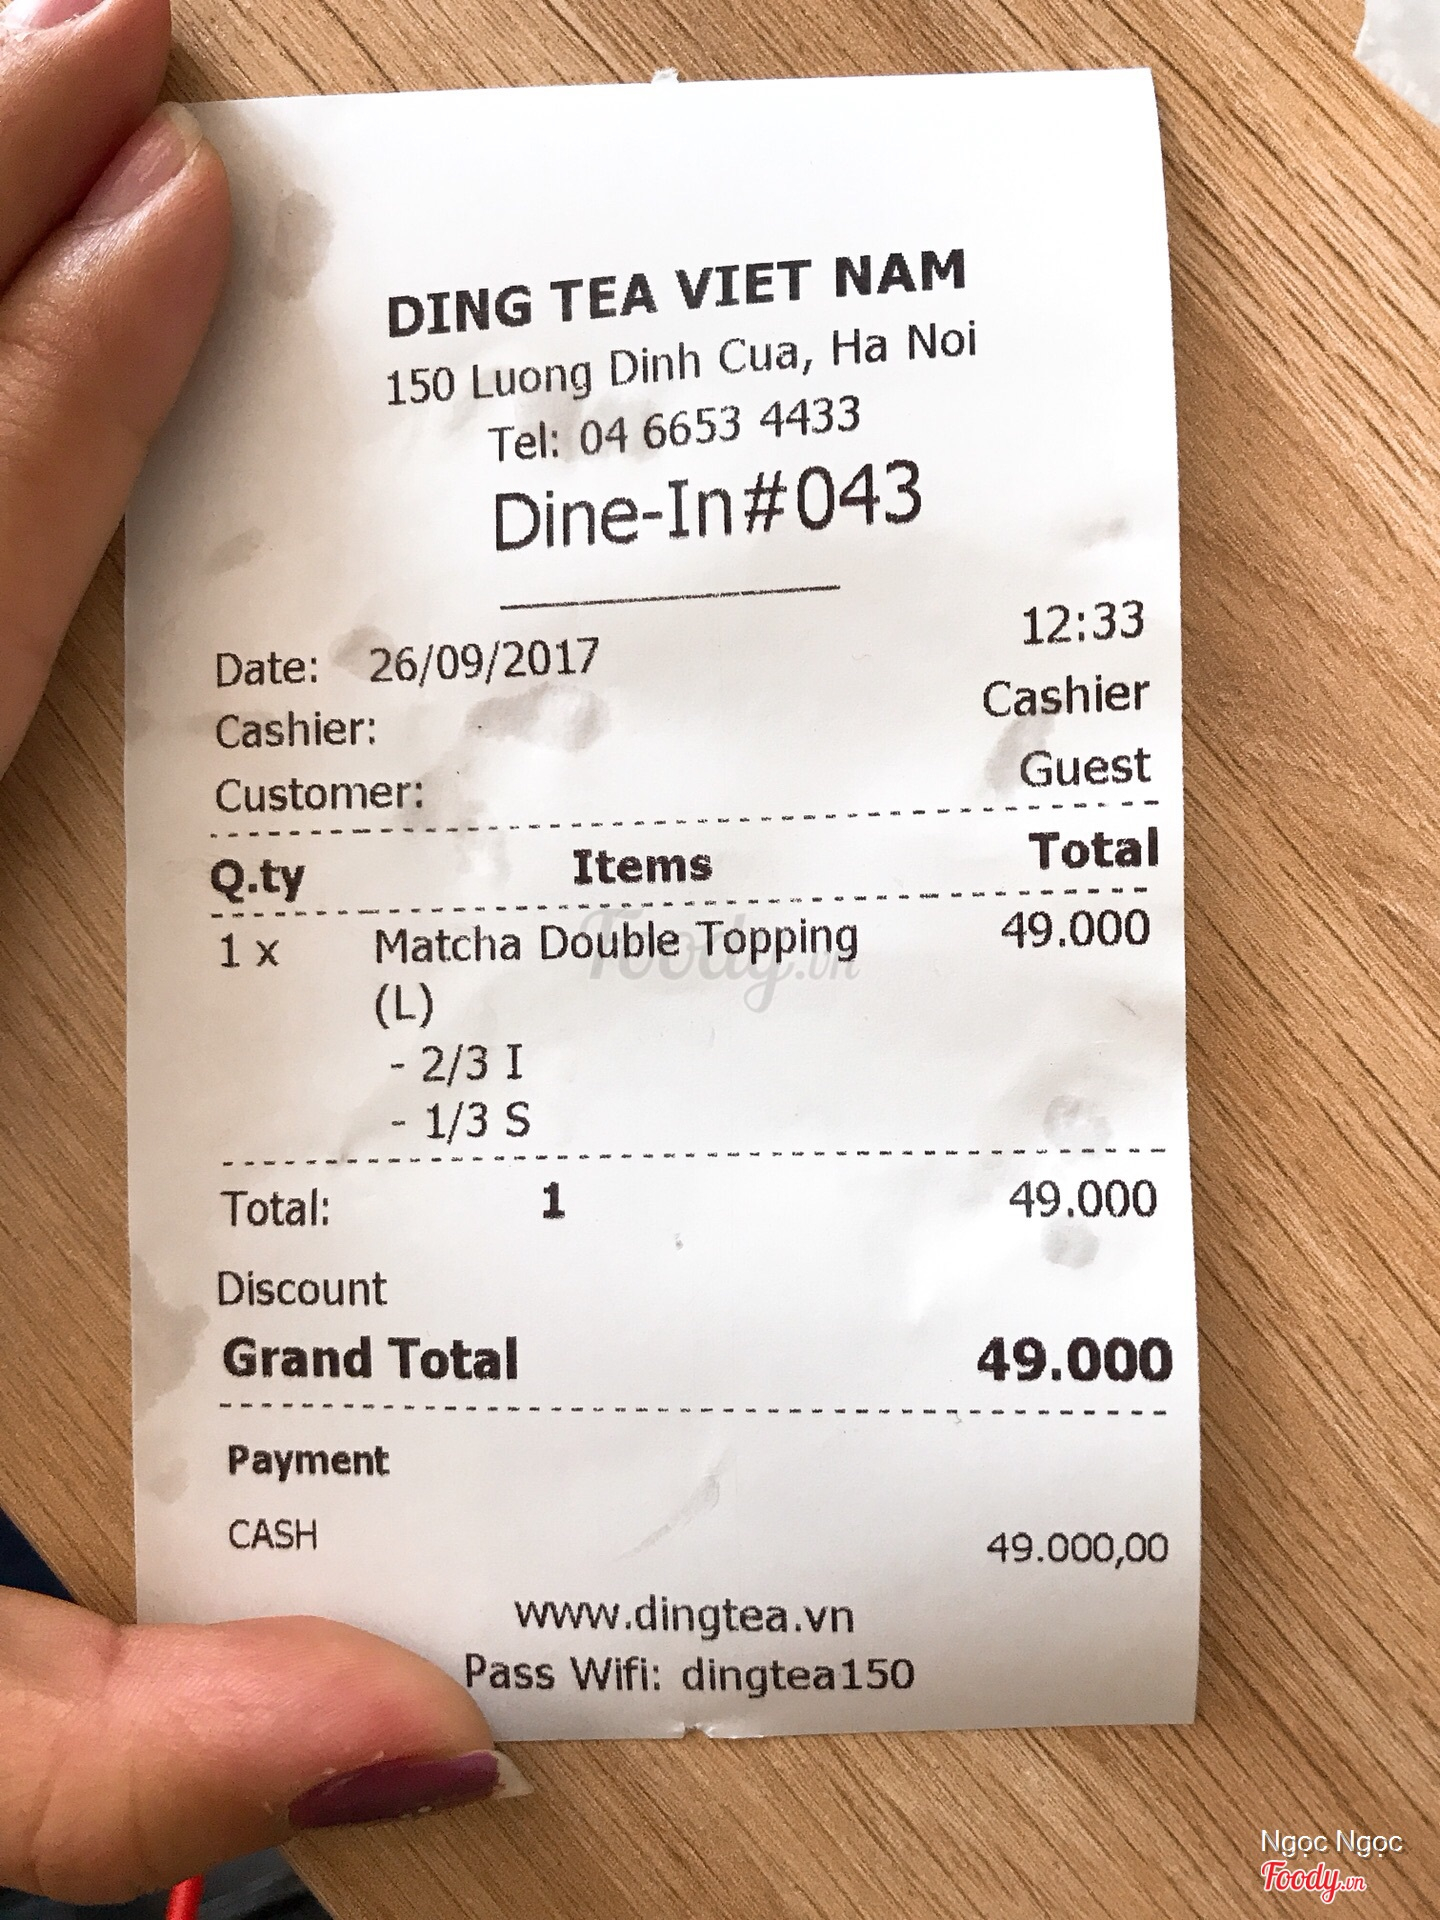 DING TEA VIET NAM
150 Luong Dinh Cua, Ha Noi
Tel: 04 6653 4433
Dine-In#043
Date: 26/09/2017 12:33
Cashier: Cashier
Customer: Guest
Q.ty Items Total
1 x Matcha Double Topping 49.000
(L)
- 2/3 I
- 1/3 S
Foody.vn
Total: 1 49.000
Discount
Grand Total 49.000
Payment
CASH 49.000,00
www.dingtea.vn
Pass Wifi: dingtea150
Ngọc Ngọc
Foody.vn